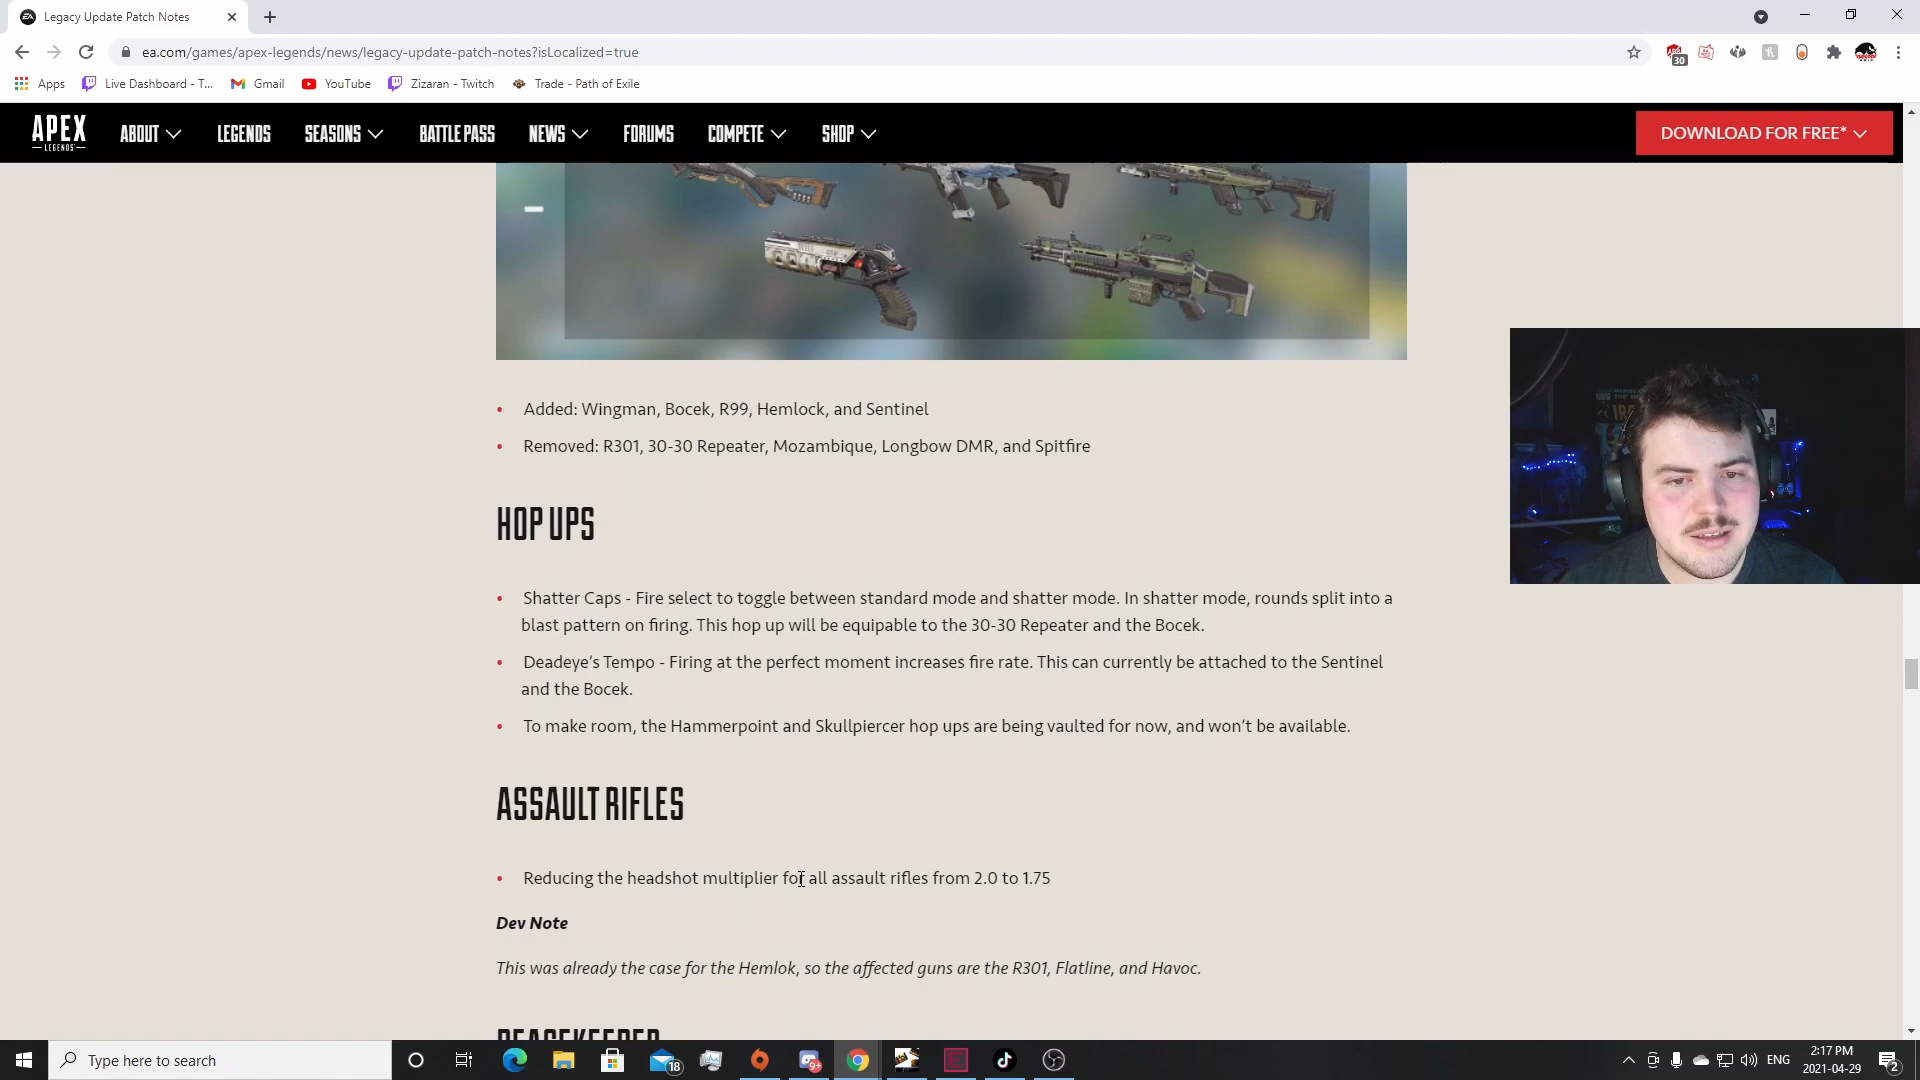 Legacy Update Patch Notes
ea.com/games/apex-legends/news/legacy-update-patch-notes?isLocalized=true
30
Apps Live Dashboard - T... Gmail YouTube Zizaran - Twitch Trade - Path of Exile
APEX LEGENDS ABOUT LEGENDS SEASONS BATTLE PASS NEWS FORUMS COMPETE SHOP DOWNLOAD FOR FREE*
• Added: Wingman, Bocek, R99, Hemlock, and Sentinel
• Removed: R301, 30-30 Repeater, Mozambique, Longbow DMR, and Spitfire
HOP UPS
• Shatter Caps - Fire select to toggle between standard mode and shatter mode. In shatter mode, rounds split into a
blast pattern on firing. This hop up will be equipable to the 30-30 Repeater and the Bocek.
• Deadeye’s Tempo - Firing at the perfect moment increases fire rate. This can currently be attached to the Sentinel
and the Bocek.
• To make room, the Hammerpoint and Skullpiercer hop ups are being vaulted for now, and won’t be available.
ASSAULT RIFLES
• Reducing the headshot multiplier for all assault rifles from 2.0 to 1.75
Dev Note
This was already the case for the Hemlok, so the affected guns are the R301, Flatline, and Havoc.
PEACEKEEPER
Type here to search
18
9+
ENG
2:17 PM
2021-04-29
2